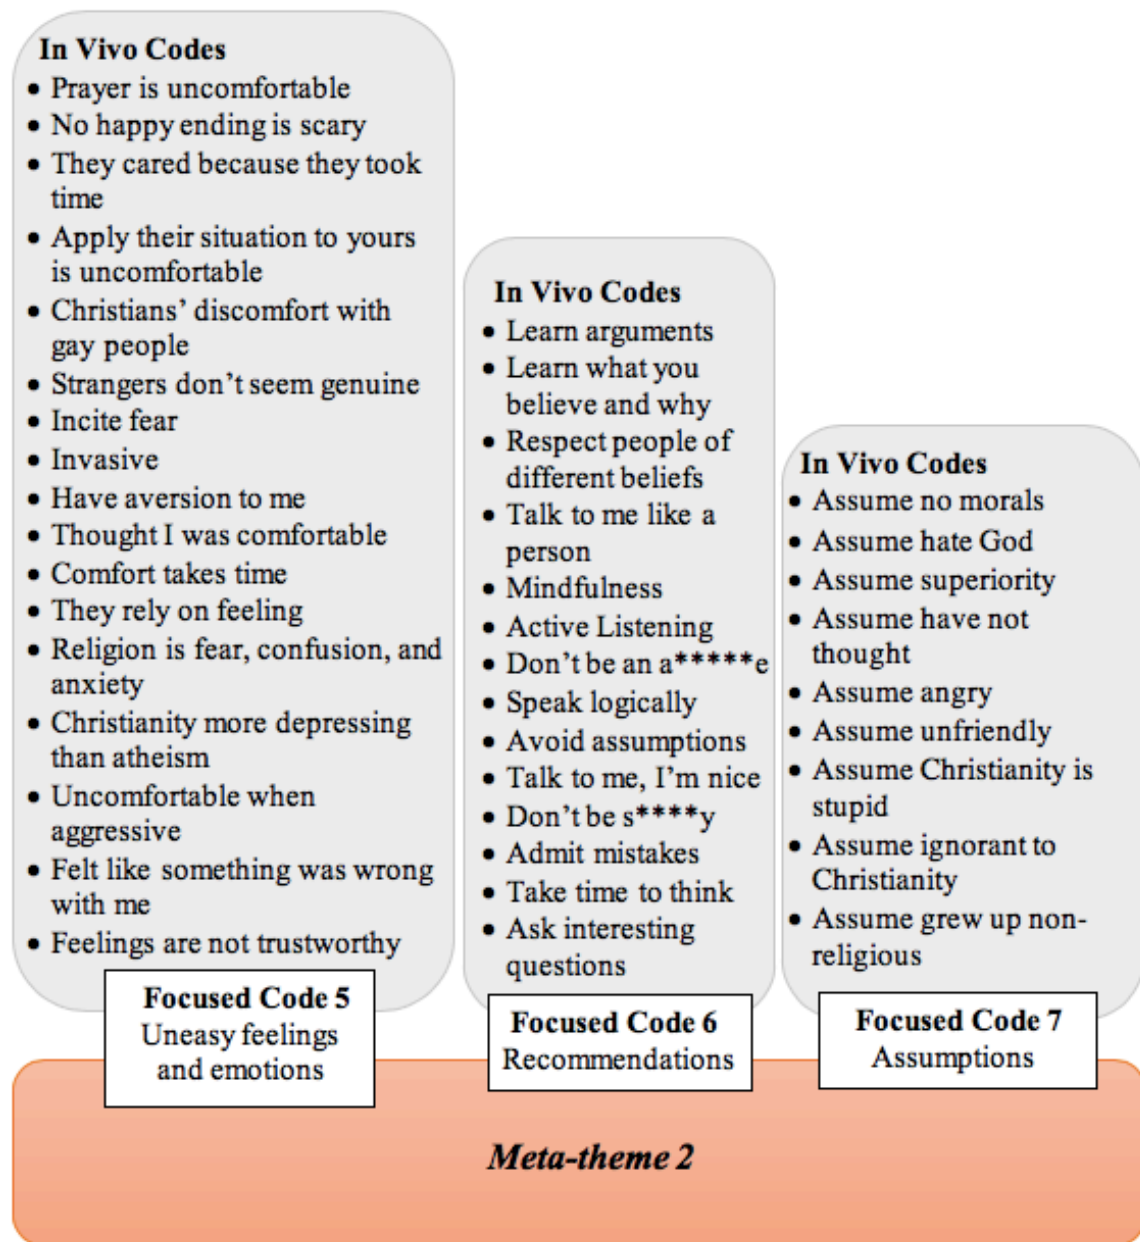 In Vivo Codes
• Prayer is uncomfortable
• No happy ending is scary
• They cared because they took
time
• Apply their situation to yours
is uncomfortable
• Christians’ discomfort with
gay people
• Strangers don’t seem genuine
• Incite fear
• Invasive
• Have aversion to me
• Thought I was comfortable
• Comfort takes time
• They rely on feeling
• Religion is fear, confusion, and
anxiety
• Christianity more depressing
than atheism
• Uncomfortable when
aggressive
• Felt like something was wrong
with me
• Feelings are not trustworthy
Focused Code 5
Uneasy feelings
and emotions
In Vivo Codes
• Learn arguments
• Learn what you
believe and why
• Respect people of
different beliefs
• Talk to me like a
person
• Mindfulness
• Active Listening
• Don’t be an a*****e
• Speak logically
• Avoid assumptions
• Talk to me, I’m nice
• Don’t be s****y
• Admit mistakes
• Take time to think
• Ask interesting
questions
Focused Code 6
Recommendations
In Vivo Codes
• Assume no morals
• Assume hate God
• Assume superiority
• Assume have not
thought
• Assume angry
• Assume unfriendly
• Assume Christianity is
stupid
• Assume ignorant to
Christianity
• Assume grew up non-
religious
Focused Code 7
Assumptions
Meta-theme 2